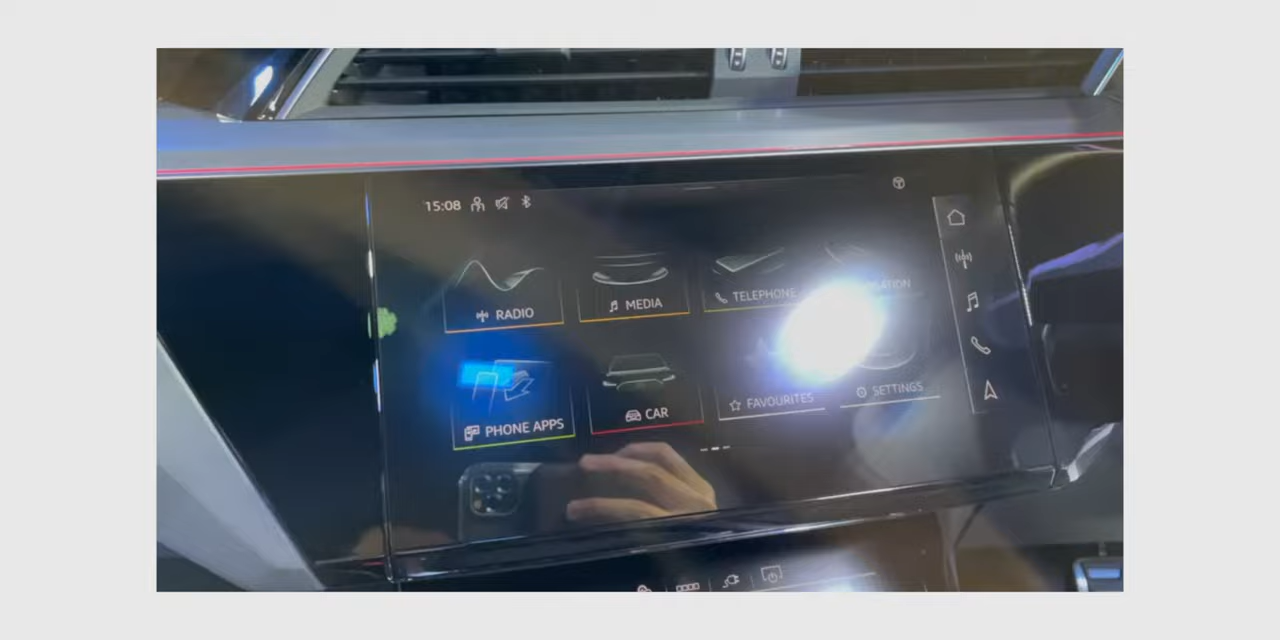 15:08
RADIO
MEDIA
TELEPHONE
PHONE APPS
CAR
FAVOURITES
SETTINGS